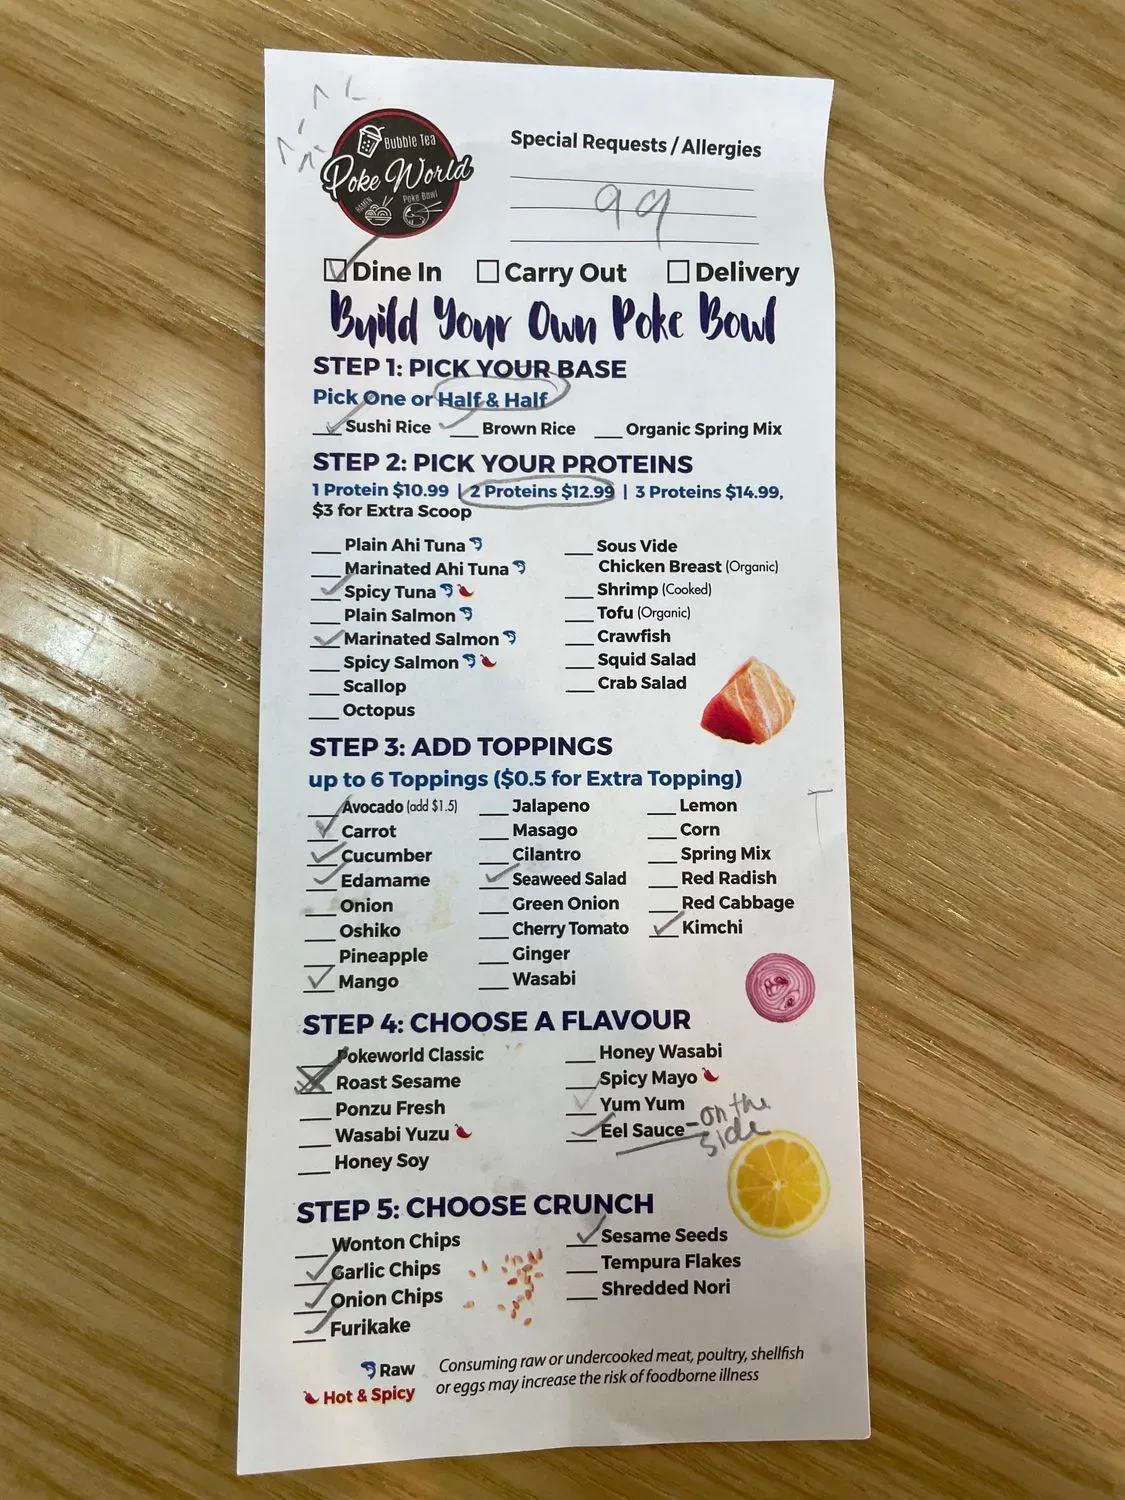 Bubble Tea
Poke World
RAMEN Poke Bowl
Special Requests / Allergies
99
Dine In Carry Out Delivery
Build Your Own Poke Bowl
STEP 1: PICK YOUR BASE
Pick One or Half & Half
Sushi Rice Brown Rice Organic Spring Mix
STEP 2: PICK YOUR PROTEINS
1 Protein $10.99 | 2 Proteins $12.99 | 3 Proteins $14.99,
$3 for Extra Scoop
Plain Ahi Tuna
Marinated Ahi Tuna
Spicy Tuna
Plain Salmon
Marinated Salmon
Spicy Salmon
Scallop
Octopus
Sous Vide
Chicken Breast (Organic)
Shrimp (Cooked)
Tofu (Organic)
Crawfish
Squid Salad
Crab Salad
STEP 3: ADD TOPPINGS
up to 6 Toppings ($0.5 for Extra Topping)
Avocado (add $1.5)
Carrot
Cucumber
Edamame
Onion
Oshiko
Pineapple
Mango
Jalapeno
Masago
Cilantro
Seaweed Salad
Green Onion
Cherry Tomato
Ginger
Wasabi
Lemon
Corn
Spring Mix
Red Radish
Red Cabbage
Kimchi
STEP 4: CHOOSE A FLAVOUR
Pokeworld Classic
Roast Sesame
Ponzu Fresh
Wasabi Yuzu
Honey Soy
Honey Wasabi
Spicy Mayo
Yum Yum
Eel Sauce - on the
side
STEP 5: CHOOSE CRUNCH
Wonton Chips
Garlic Chips
Onion Chips
Furikake
Sesame Seeds
Tempura Flakes
Shredded Nori
Raw
Hot & Spicy
Consuming raw or undercooked meat, poultry, shellfish
or eggs may increase the risk of foodborne illness